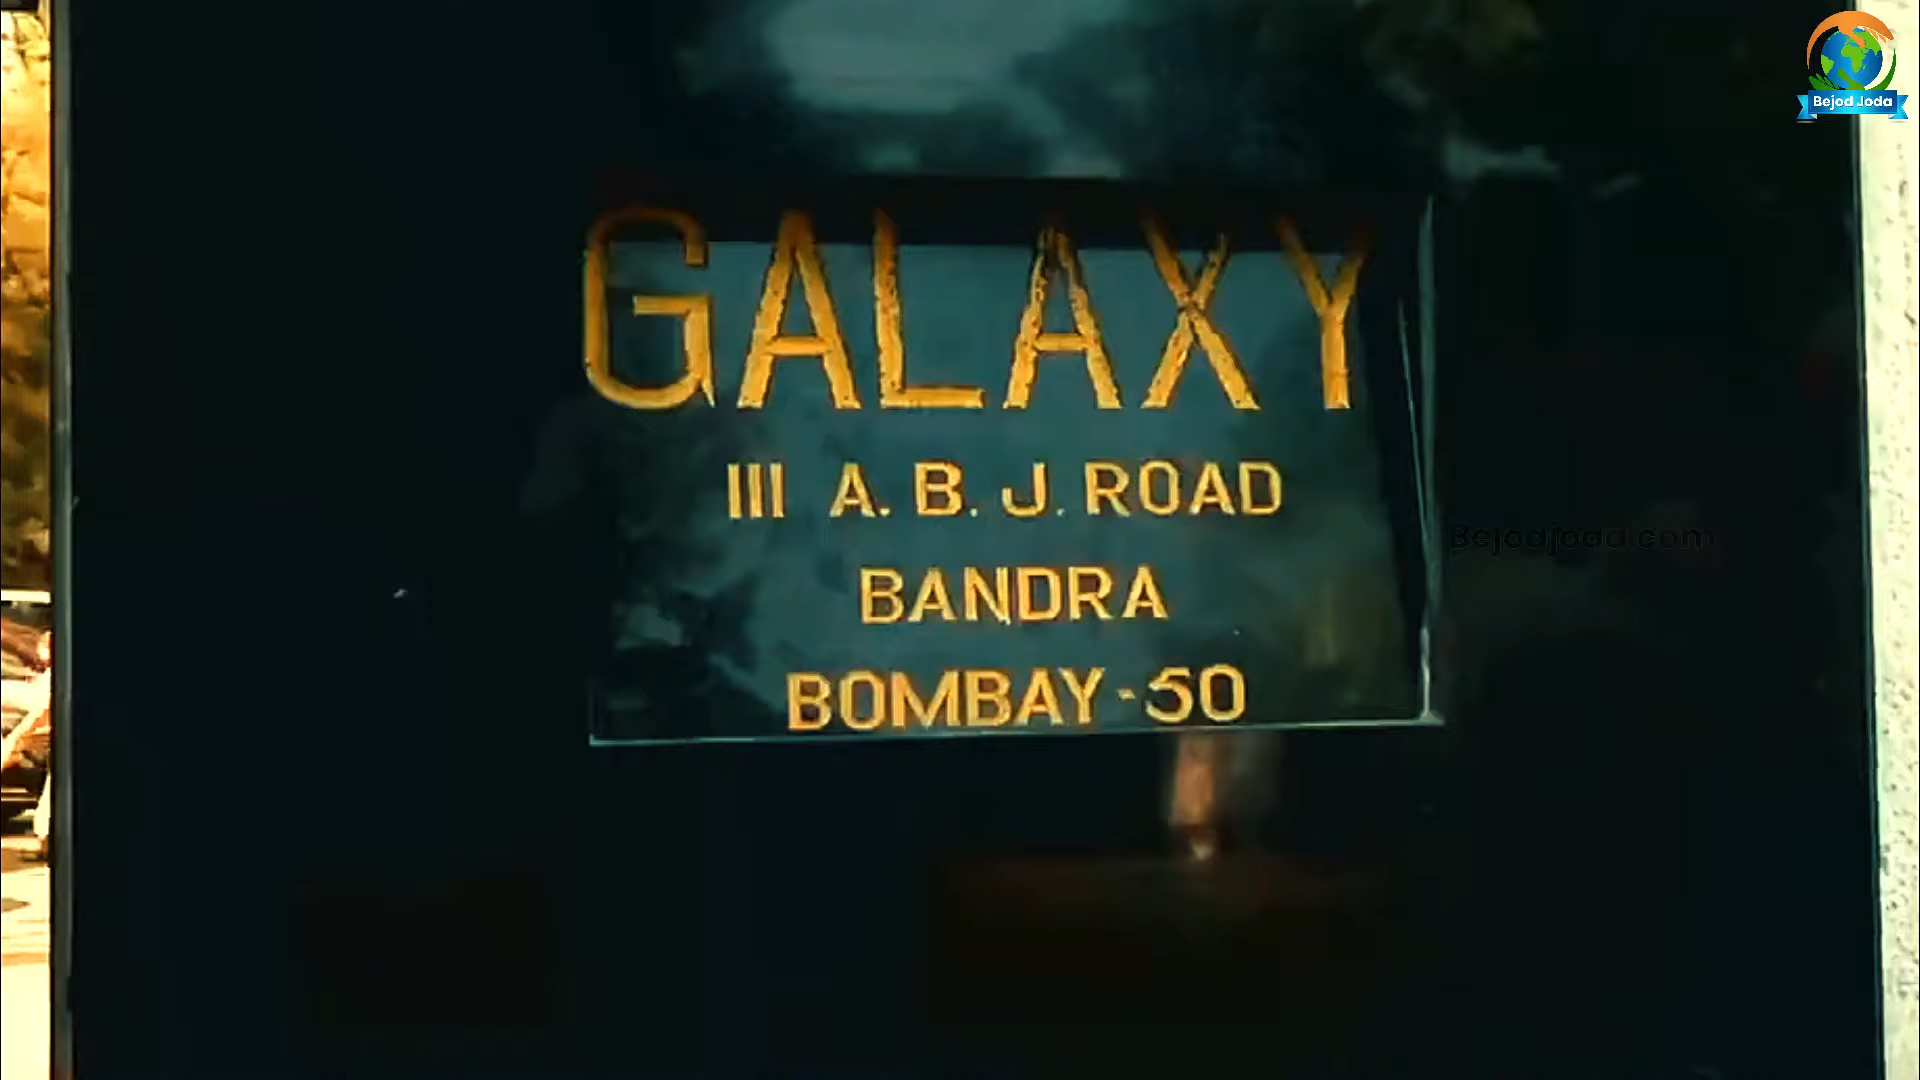 Bejod Joda
GALAXY
III A. B. J. ROAD
BejodJoda.com
BANDRA
BOMBAY-50